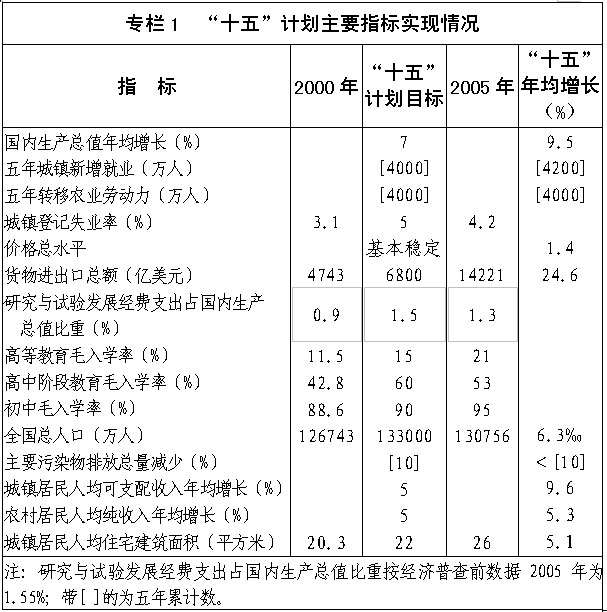 专栏1 “十五”计划主要指标实现情况
指 标 2000年 “十五”计划目标 2005年 “十五”年均增长（%）
国内生产总值年均增长（%） 7 9.5
五年城镇新增就业（万人） [4000] [4200]
五年转移农业劳动力（万人） [4000] [4000]
城镇登记失业率（%） 3.1 5 4.2
价格总水平 基本稳定 1.4
货物进出口总额（亿美元） 4743 6800 14221 24.6
研究与试验发展经费支出占国内生产
总值比重（%） 0.9 1.5 1.3
高等教育毛入学率（%） 11.5 15 21
高中阶段教育毛入学率（%） 42.8 60 53
初中毛入学率（%） 88.6 90 95
全国总人口（万人） 126743 133000 130756 6.3‰
主要污染物排放总量减少（%） [10] <[10]
城镇居民人均可支配收入年均增长（%） 5 9.6
农村居民人均纯收入年均增长（%） 5 5.3
城镇居民人均住宅建筑面积（平方米） 20.3 22 26 5.1
注：研究与试验发展经费支出占国内生产总值比重按经济普查前数据2005年为
1.55%；带[ ]的为五年累计数。